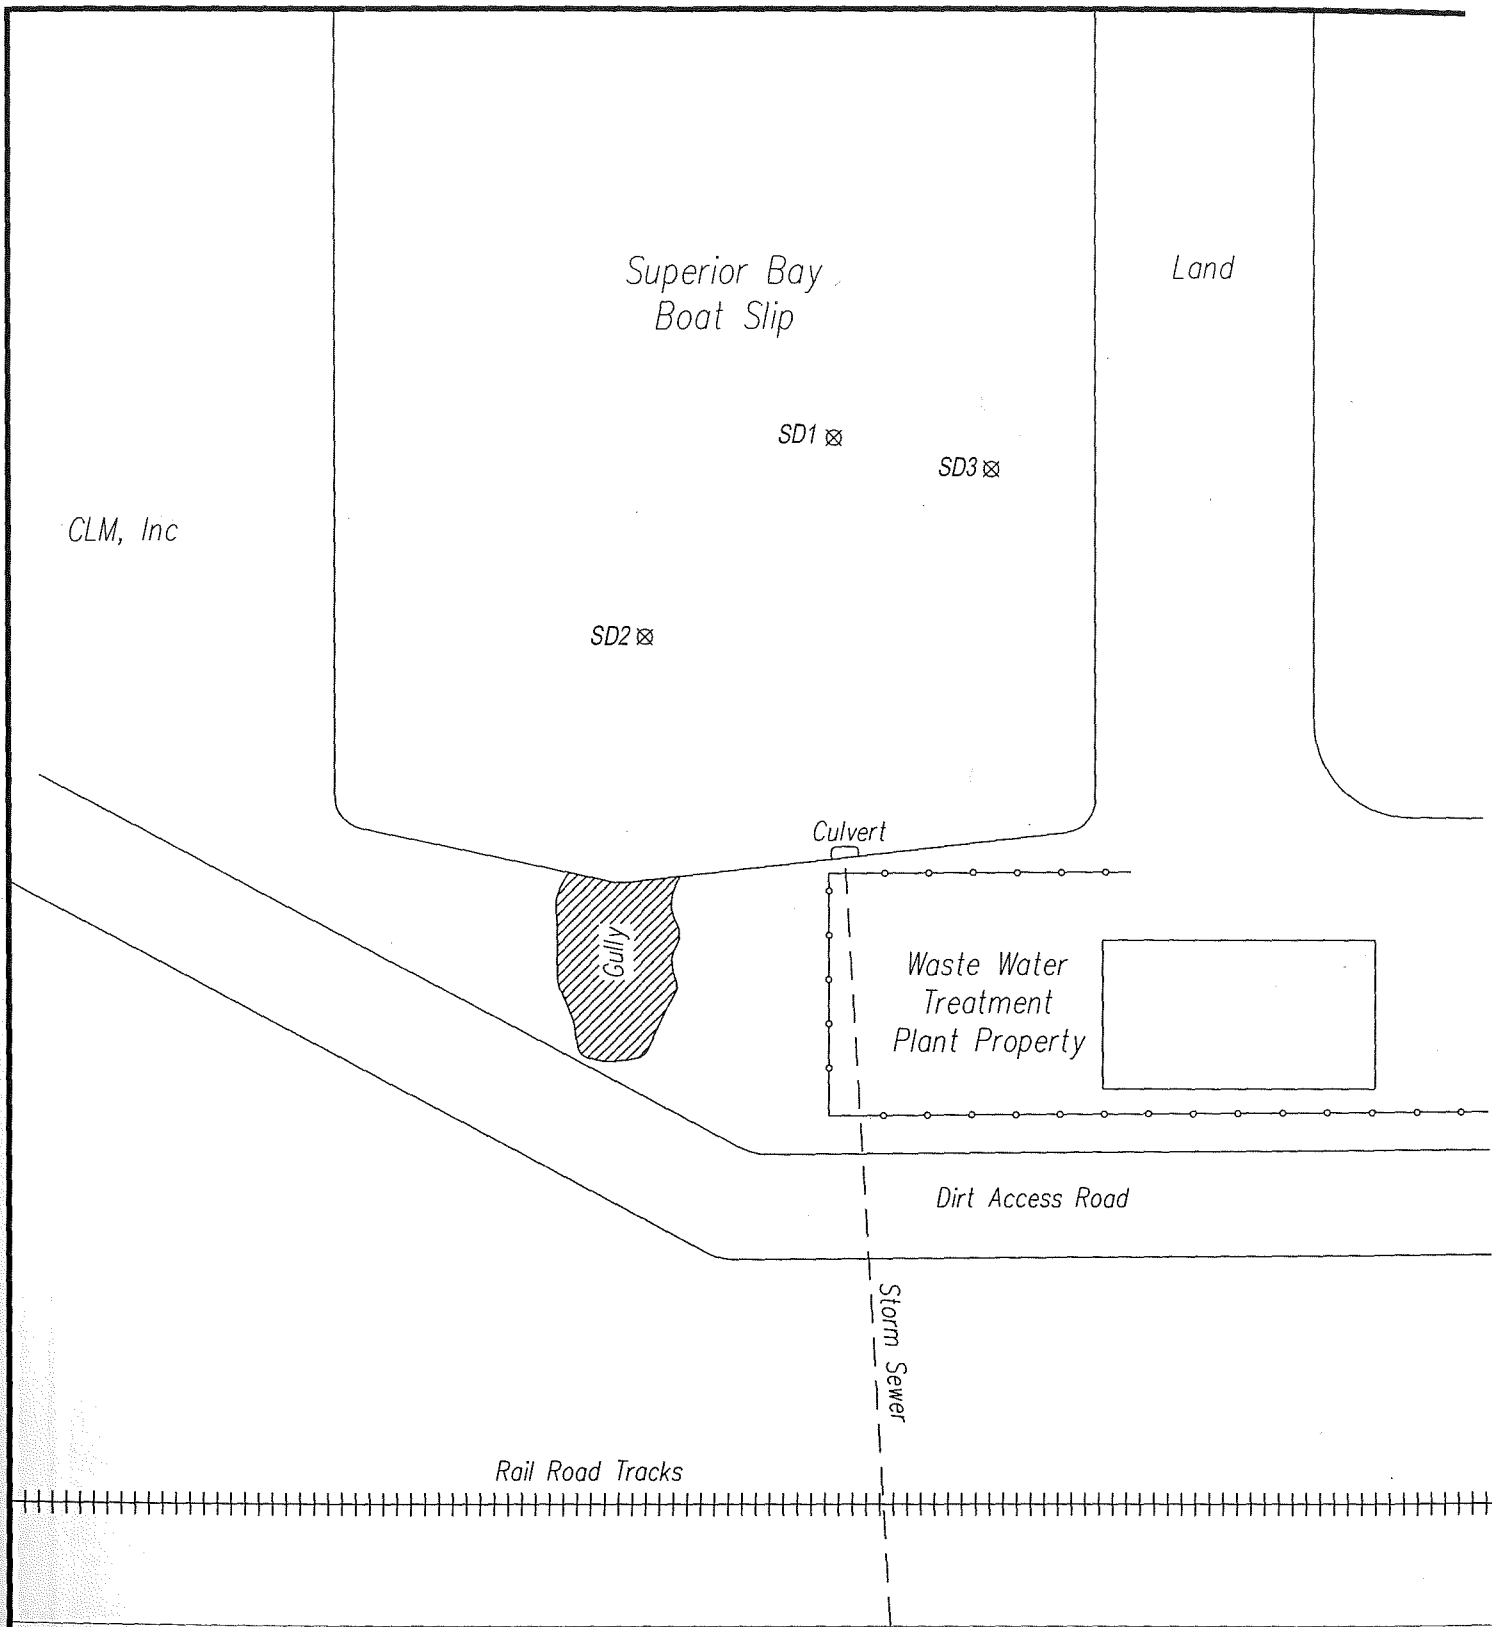 Superior Bay
Boat Slip
Land
SD1
SD3
CLM, Inc
SD2
Culvert
Gully
Waste Water
Treatment
Plant Property
Dirt Access Road
Storm Sewer
Rail Road Tracks